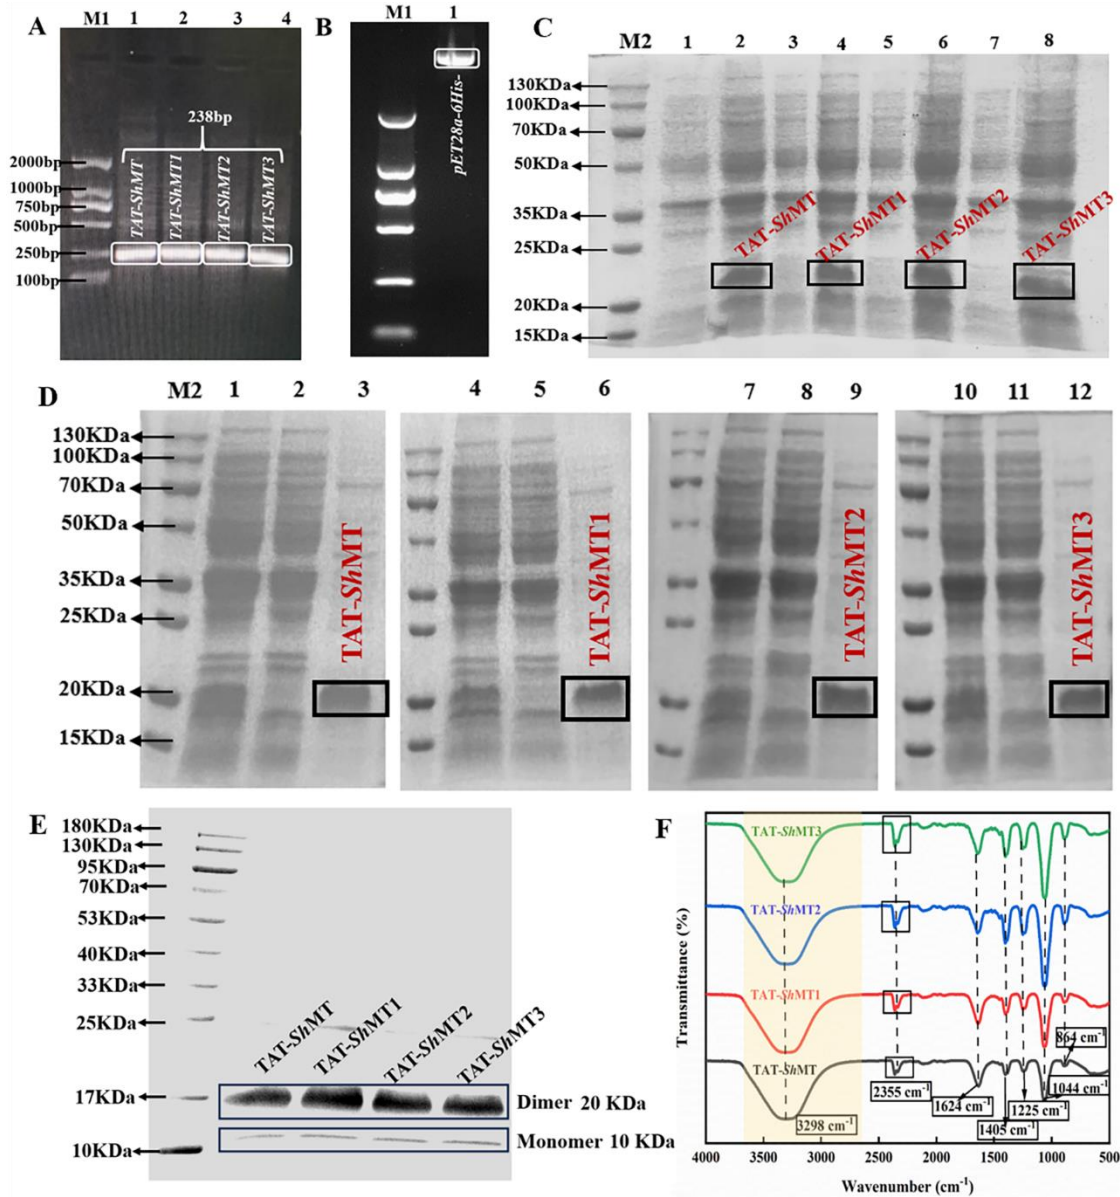 A
M1 1 2 3 4
238bp
TAT-ShMT
TAT-ShMT1
TAT-ShMT2
TAT-ShMT3
2000bp
1000bp
750bp
500bp
250bp
100bp
B
M1 1
pET28a-6His-
C
M2 1 2 3 4 5 6 7 8
130KDa
100KDa
70KDa
50KDa
35KDa
25KDa
20KDa
15KDa
TAT-ShMT
TAT-ShMT1
TAT-ShMT2
TAT-ShMT3
D
M2 1 2 3 4 5 6 7 8 9 10 11 12
130KDa
100KDa
70KDa
50KDa
35KDa
25KDa
20KDa
15KDa
TAT-ShMT
TAT-ShMT1
TAT-ShMT2
TAT-ShMT3
E
180KDa
130KDa
95KDa
70KDa
53KDa
40KDa
33KDa
25KDa
17KDa
10KDa
TAT-ShMT
TAT-ShMT1
TAT-ShMT2
TAT-ShMT3
Dimer 20 KDa
Monomer 10 KDa
F
Transmittance (%)
TAT-ShMT3
TAT-ShMT2
TAT-ShMT1
TAT-ShMT
864 cm⁻¹
2355 cm⁻¹
1044 cm⁻¹
1624 cm⁻¹
1225 cm⁻¹
3298 cm⁻¹
1405 cm⁻¹
4000 3500 3000 2500 2000 1500 1000 500
Wavenumber (cm⁻¹)